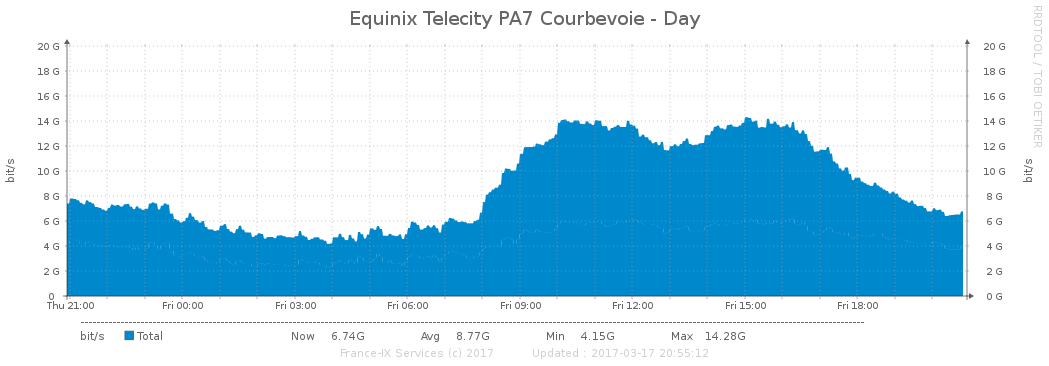 Equinix Telecity PA7 Courbevoie - Day
RRDTOOL / TOBI OETIKER
20 G 20 G
18 G 18 G
16 G 16 G
14 G 14 G
12 G 12 G
10 G 10 G
8 G 8 G
6 G 6 G
4 G 4 G
2 G 2 G
0 0 G
bit/s
bit/s
Thu 21:00 Fri 00:00 Fri 03:00 Fri 06:00 Fri 09:00 Fri 12:00 Fri 15:00 Fri 18:00
bit/s Total Now 6.74G Avg 8.77G Min 4.15G Max 14.28G
France-IX Services (c) 2017 Updated : 2017-03-17 20:55:12